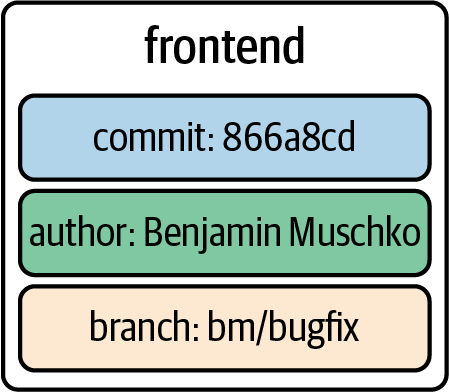 frontend
commit: 866a8cd
author: Benjamin Muschko
branch: bm/bugfix